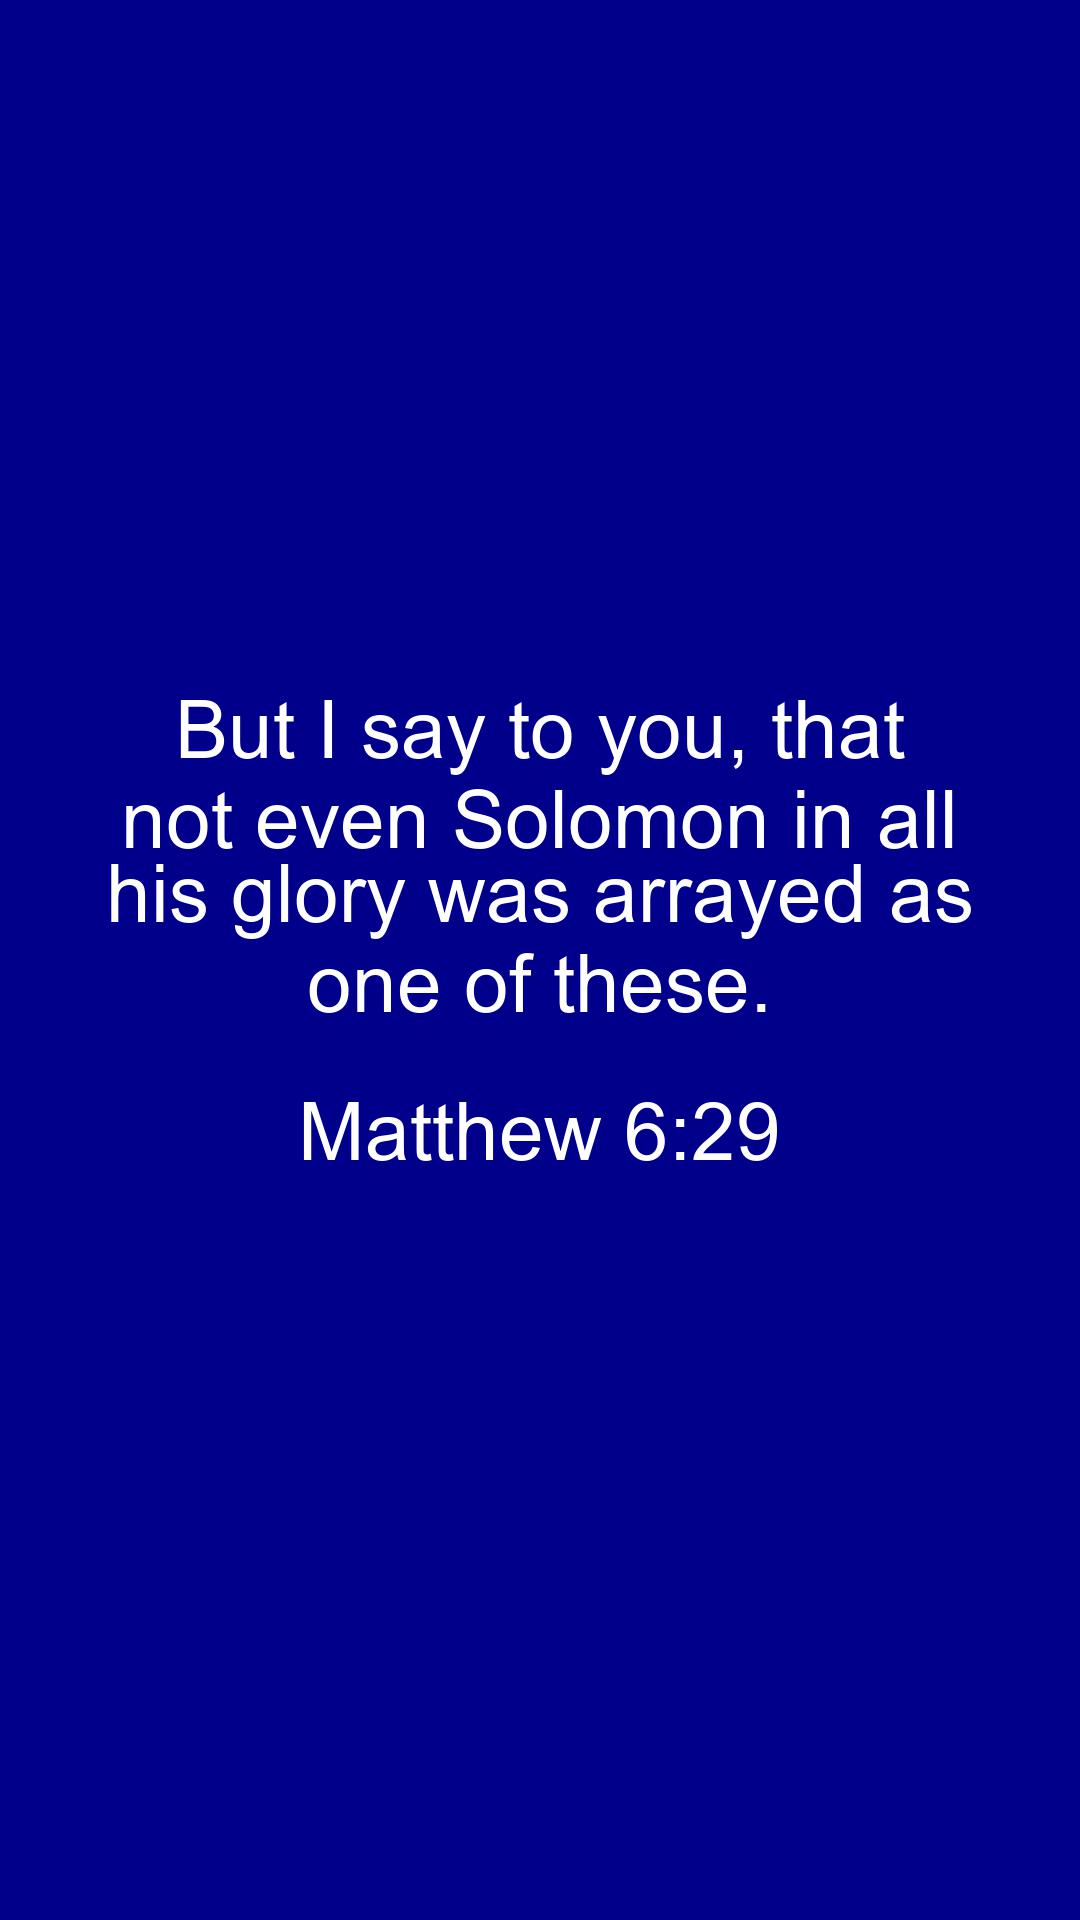 But I say to you, that
not even Solomon in all
his glory was arrayed as
one of these.
Matthew 6:29